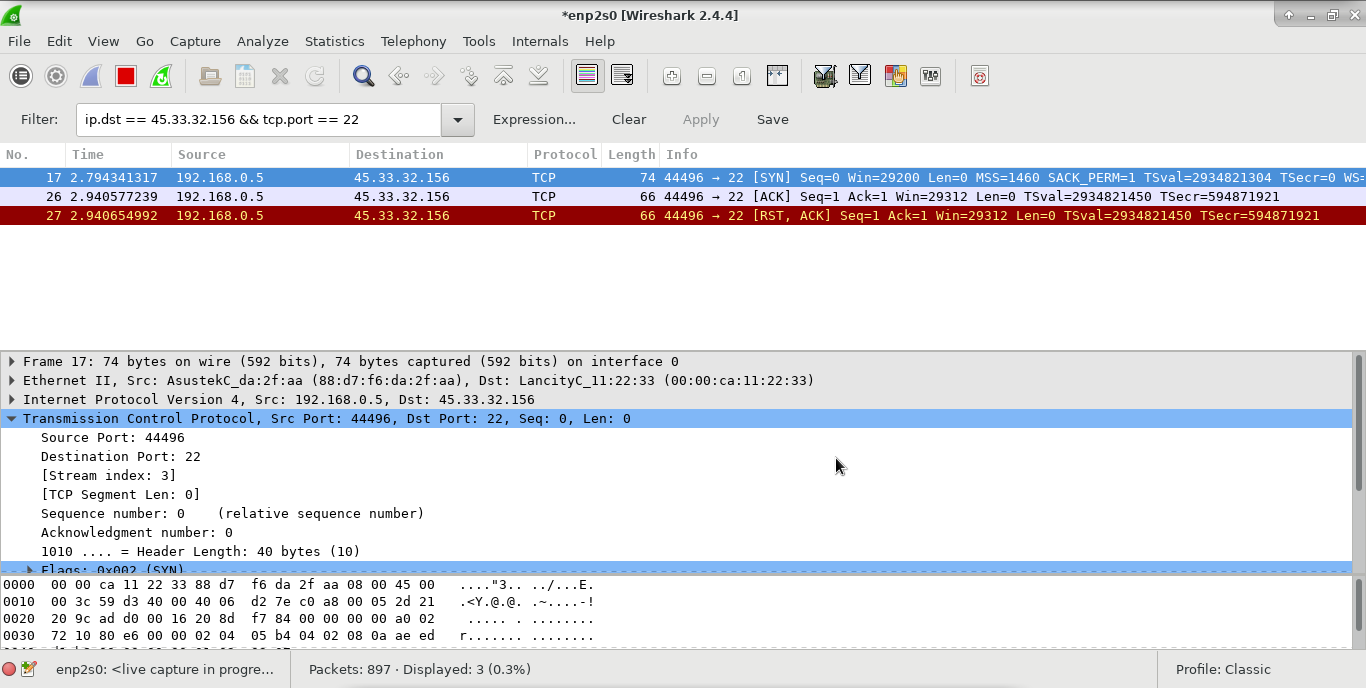 *enp2s0 [Wireshark 2.4.4]
File Edit View Go Capture Analyze Statistics Telephony Tools Internals Help
Filter: ip.dst == 45.33.32.156 && tcp.port == 22 Expression... Clear Apply Save
No. Time Source Destination Protocol Length Info
17 2.794341317 192.168.0.5 45.33.32.156 TCP 74 44496 → 22 [SYN] Seq=0 Win=29200 Len=0 MSS=1460 SACK_PERM=1 TSval=2934821304 TSecr=0 WS=
26 2.940577239 192.168.0.5 45.33.32.156 TCP 66 44496 → 22 [ACK] Seq=1 Ack=1 Win=29312 Len=0 TSval=2934821450 TSecr=594871921
27 2.940654992 192.168.0.5 45.33.32.156 TCP 66 44496 → 22 [RST, ACK] Seq=1 Ack=1 Win=29312 Len=0 TSval=2934821450 TSecr=594871921
Frame 17: 74 bytes on wire (592 bits), 74 bytes captured (592 bits) on interface 0
Ethernet II, Src: AsustekC_da:2f:aa (88:d7:f6:da:2f:aa), Dst: LancityC_11:22:33 (00:00:ca:11:22:33)
Internet Protocol Version 4, Src: 192.168.0.5, Dst: 45.33.32.156
Transmission Control Protocol, Src Port: 44496, Dst Port: 22, Seq: 0, Len: 0
Source Port: 44496
Destination Port: 22
[Stream index: 3]
[TCP Segment Len: 0]
Sequence number: 0 (relative sequence number)
Acknowledgment number: 0
1010 .... = Header Length: 40 bytes (10)
Flags: 0x002 (SYN)
0000 00 00 ca 11 22 33 88 d7 f6 da 2f aa 08 00 45 00 ...."3.. ../...E.
0010 00 3c 59 d3 40 00 40 06 d2 7e c0 a8 00 05 2d 21 .<Y.@.@. .~....-!
0020 20 9c ad d0 00 16 20 8d f7 84 00 00 00 00 a0 02 ..... . ........
0030 72 10 80 e6 00 00 02 04 05 b4 04 02 08 0a ae ed r....... ........
enp2s0: <live capture in progre... Packets: 897 · Displayed: 3 (0.3%) Profile: Classic